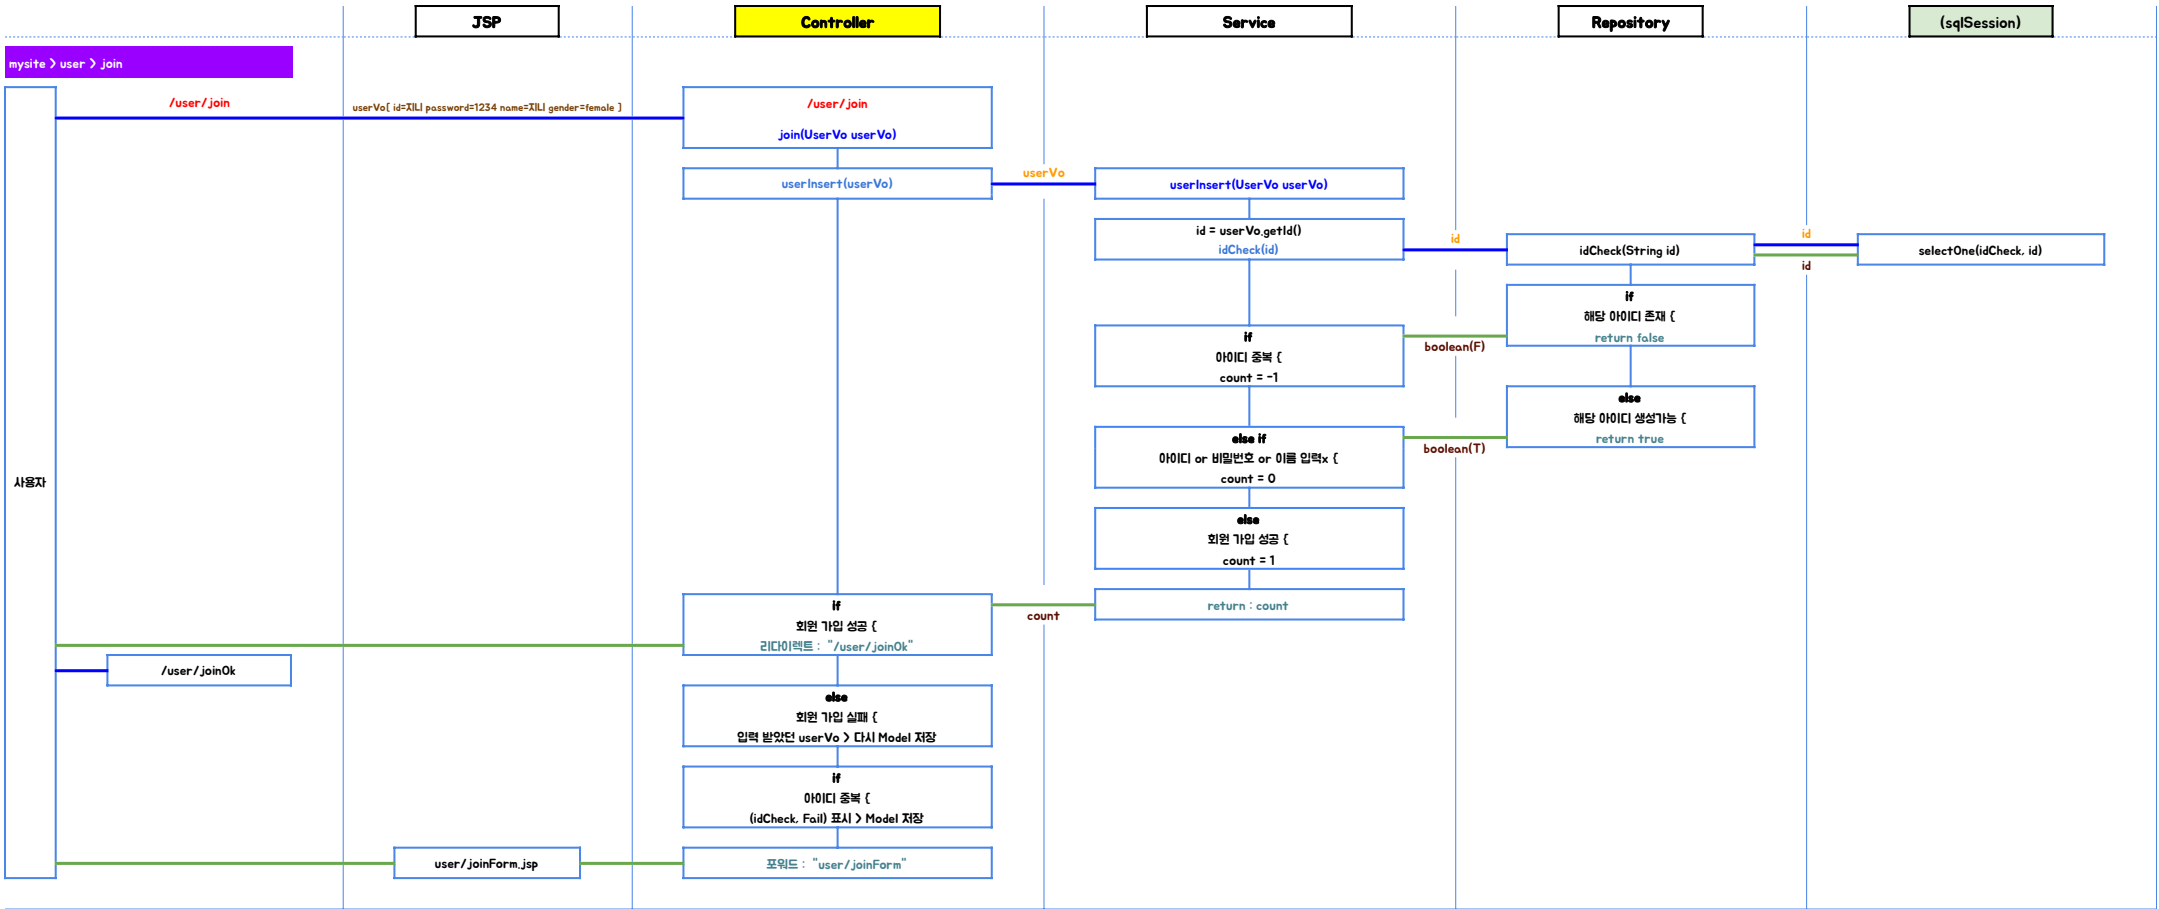 JSP
Controller
Service
Repository
(sqlSession)
mysite > user > join
사용자
/user/join
userVo[ id=지니 password=1234 name=지니 gender=female ]
/user/join
join(UserVo userVo)
userInsert(userVo)
userVo
userInsert(UserVo userVo)
id = userVo.getId()
idCheck(id)
id
idCheck(String id)
id
id
selectOne(idCheck, id)
if
해당 아이디 존재 {
return false
boolean(F)
if
아이디 중복 {
count = -1
else
해당 아이디 생성가능 {
return true
boolean(T)
else if
아이디 or 비밀번호 or 이름 입력x {
count = 0
else
회원 가입 성공 {
count = 1
return : count
count
if
회원 가입 성공 {
리다이렉트 : "/user/joinOk"
/user/joinOk
else
회원 가입 실패 {
입력 받았던 userVo > 다시 Model 저장
if
아이디 중복 {
(idCheck, Fail) 표시 > Model 저장
포워드 : "user/joinForm"
user/joinForm.jsp